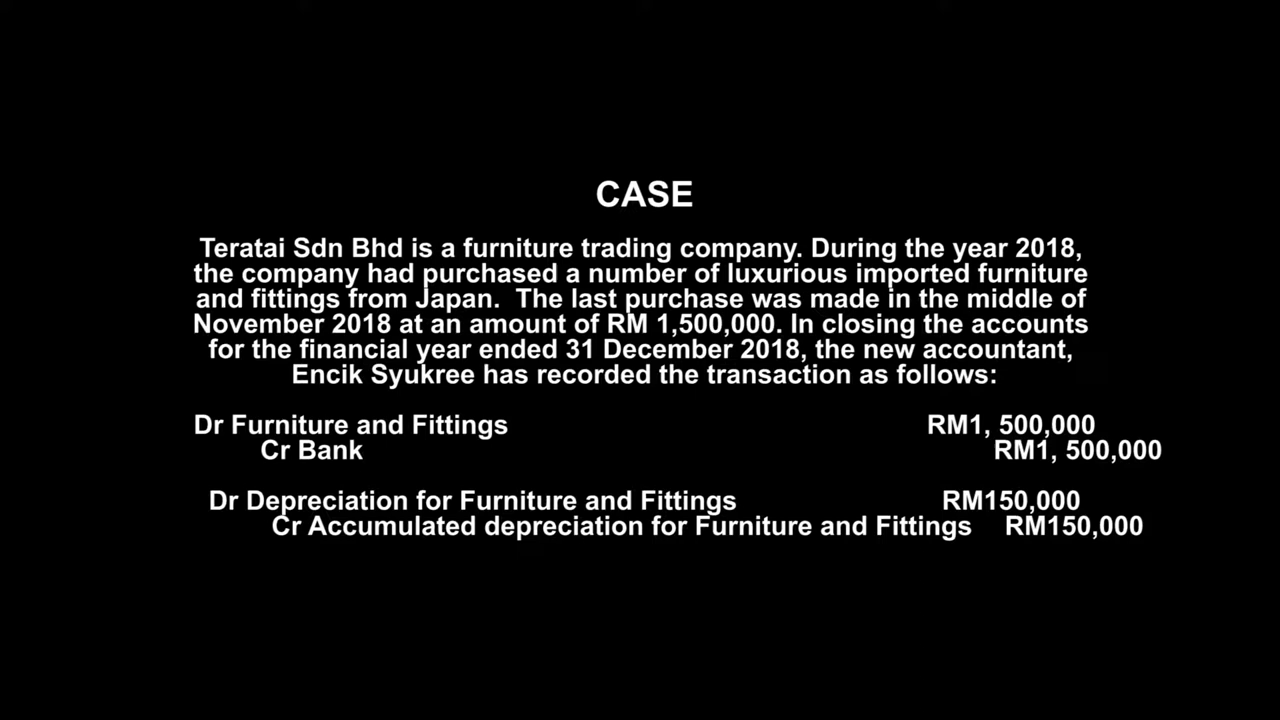 CASE
Teratai Sdn Bhd is a furniture trading company. During the year 2018,
the company had purchased a number of luxurious imported furniture
and fittings from Japan.  The last purchase was made in the middle of
November 2018 at an amount of RM 1,500,000. In closing the accounts
for the financial year ended 31 December 2018, the new accountant,
Encik Syukree has recorded the transaction as follows:
Dr Furniture and Fittings RM1, 500,000
Cr Bank RM1, 500,000
Dr Depreciation for Furniture and Fittings RM150,000
Cr Accumulated depreciation for Furniture and Fittings RM150,000